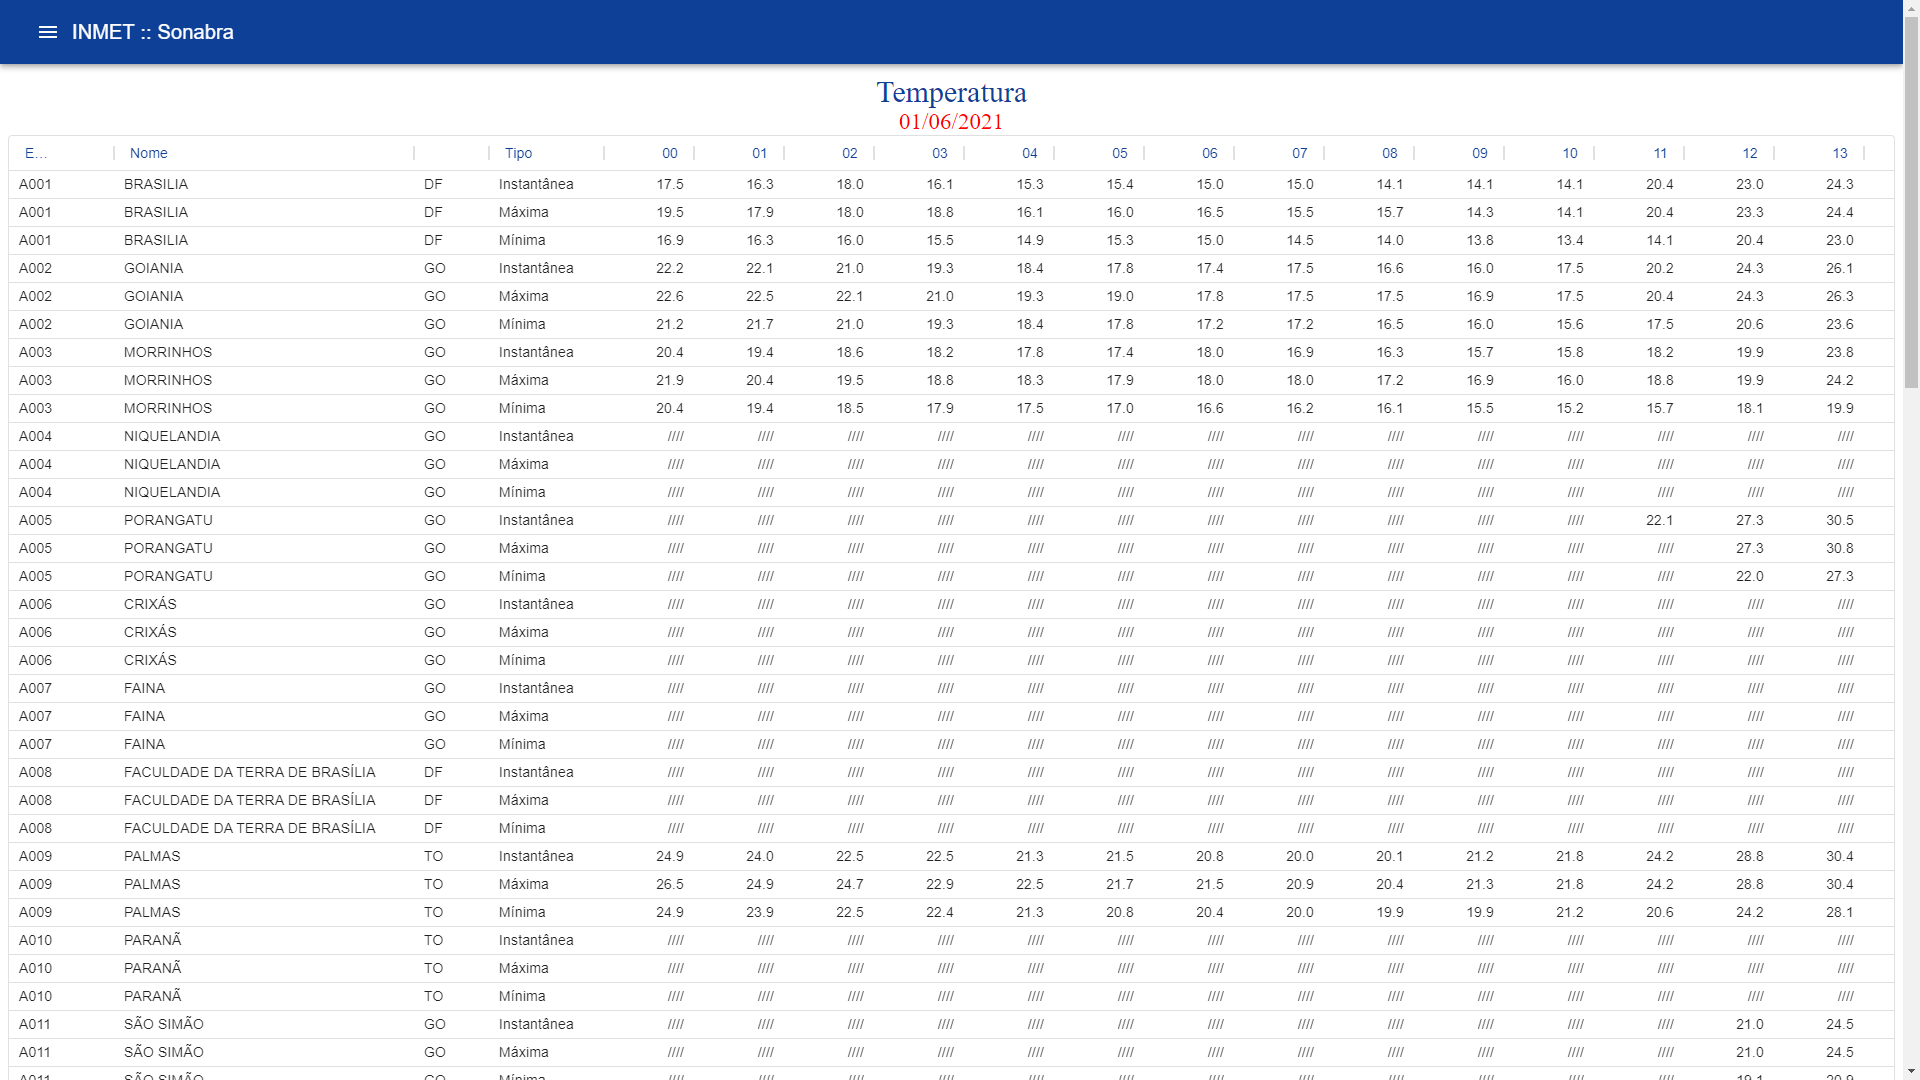 INMET :: Sonabra
Temperatura
01/06/2021
E... Nome Tipo 00 01 02 03 04 05 06 07 08 09 10 11 12 13
A001 BRASILIA DF Instantânea 17.5 16.3 18.0 16.1 15.3 15.4 15.0 15.0 14.1 14.1 14.1 20.4 23.0 24.3
A001 BRASILIA DF Máxima 19.5 17.9 18.0 18.8 16.1 16.0 16.5 15.5 15.7 14.3 14.1 20.4 23.3 24.4
A001 BRASILIA DF Mínima 16.9 16.3 16.0 15.5 14.9 15.3 15.0 14.5 14.0 13.8 13.4 14.1 20.4 23.0
A002 GOIANIA GO Instantânea 22.2 22.1 21.0 19.3 18.4 17.8 17.4 17.5 16.6 16.0 17.5 20.2 24.3 26.1
A002 GOIANIA GO Máxima 22.6 22.5 22.1 21.0 19.3 19.0 17.8 17.5 17.5 16.9 17.5 20.4 24.3 26.3
A002 GOIANIA GO Mínima 21.2 21.7 21.0 19.3 18.4 17.8 17.2 17.2 16.5 16.0 15.6 17.5 20.6 23.6
A003 MORRINHOS GO Instantânea 20.4 19.4 18.6 18.2 17.8 17.4 18.0 16.9 16.3 15.7 15.8 18.2 19.9 23.8
A003 MORRINHOS GO Máxima 21.9 20.4 19.5 18.8 18.3 17.9 18.0 18.0 17.2 16.9 16.0 18.8 19.9 24.2
A003 MORRINHOS GO Mínima 20.4 19.4 18.5 17.9 17.5 17.0 16.6 16.2 16.1 15.5 15.2 15.7 18.1 19.9
A004 NIQUELANDIA GO Instantânea //// //// //// //// //// //// //// //// //// //// //// //// //// ////
A004 NIQUELANDIA GO Máxima //// //// //// //// //// //// //// //// //// //// //// //// //// ////
A004 NIQUELANDIA GO Mínima //// //// //// //// //// //// //// //// //// //// //// //// //// ////
A005 PORANGATU GO Instantânea //// //// //// //// //// //// //// //// //// //// //// 22.1 27.3 30.5
A005 PORANGATU GO Máxima //// //// //// //// //// //// //// //// //// //// //// //// 27.3 30.8
A005 PORANGATU GO Mínima //// //// //// //// //// //// //// //// //// //// //// //// 22.0 27.3
A006 CRIXÁS GO Instantânea //// //// //// //// //// //// //// //// //// //// //// //// //// ////
A006 CRIXÁS GO Máxima //// //// //// //// //// //// //// //// //// //// //// //// //// ////
A006 CRIXÁS GO Mínima //// //// //// //// //// //// //// //// //// //// //// //// //// ////
A007 FAINA GO Instantânea //// //// //// //// //// //// //// //// //// //// //// //// //// ////
A007 FAINA GO Máxima //// //// //// //// //// //// //// //// //// //// //// //// //// ////
A007 FAINA GO Mínima //// //// //// //// //// //// //// //// //// //// //// //// //// ////
A008 FACULDADE DA TERRA DE BRASÍLIA DF Instantânea //// //// //// //// //// //// //// //// //// //// //// //// //// ////
A008 FACULDADE DA TERRA DE BRASÍLIA DF Máxima //// //// //// //// //// //// //// //// //// //// //// //// //// ////
A008 FACULDADE DA TERRA DE BRASÍLIA DF Mínima //// //// //// //// //// //// //// //// //// //// //// //// //// ////
A009 PALMAS TO Instantânea 24.9 24.0 22.5 22.5 21.3 21.5 20.8 20.0 20.1 21.2 21.8 24.2 28.8 30.4
A009 PALMAS TO Máxima 26.5 24.9 24.7 22.9 22.5 21.7 21.5 20.9 20.4 21.3 21.8 24.2 28.8 30.4
A009 PALMAS TO Mínima 24.9 23.9 22.5 22.4 21.3 20.8 20.4 20.0 19.9 19.9 21.2 20.6 24.2 28.1
A010 PARANÃ TO Instantânea //// //// //// //// //// //// //// //// //// //// //// //// //// ////
A010 PARANÃ TO Máxima //// //// //// //// //// //// //// //// //// //// //// //// //// ////
A010 PARANÃ TO Mínima //// //// //// //// //// //// //// //// //// //// //// //// //// ////
A011 SÃO SIMÃO GO Instantânea //// //// //// //// //// //// //// //// //// //// //// //// 21.0 24.5
A011 SÃO SIMÃO GO Máxima //// //// //// //// //// //// //// //// //// //// //// //// 21.0 24.5
A011 SÃO SIMÃO GO Mínima //// //// //// //// //// //// //// //// //// //// //// //// 19.1 20.9